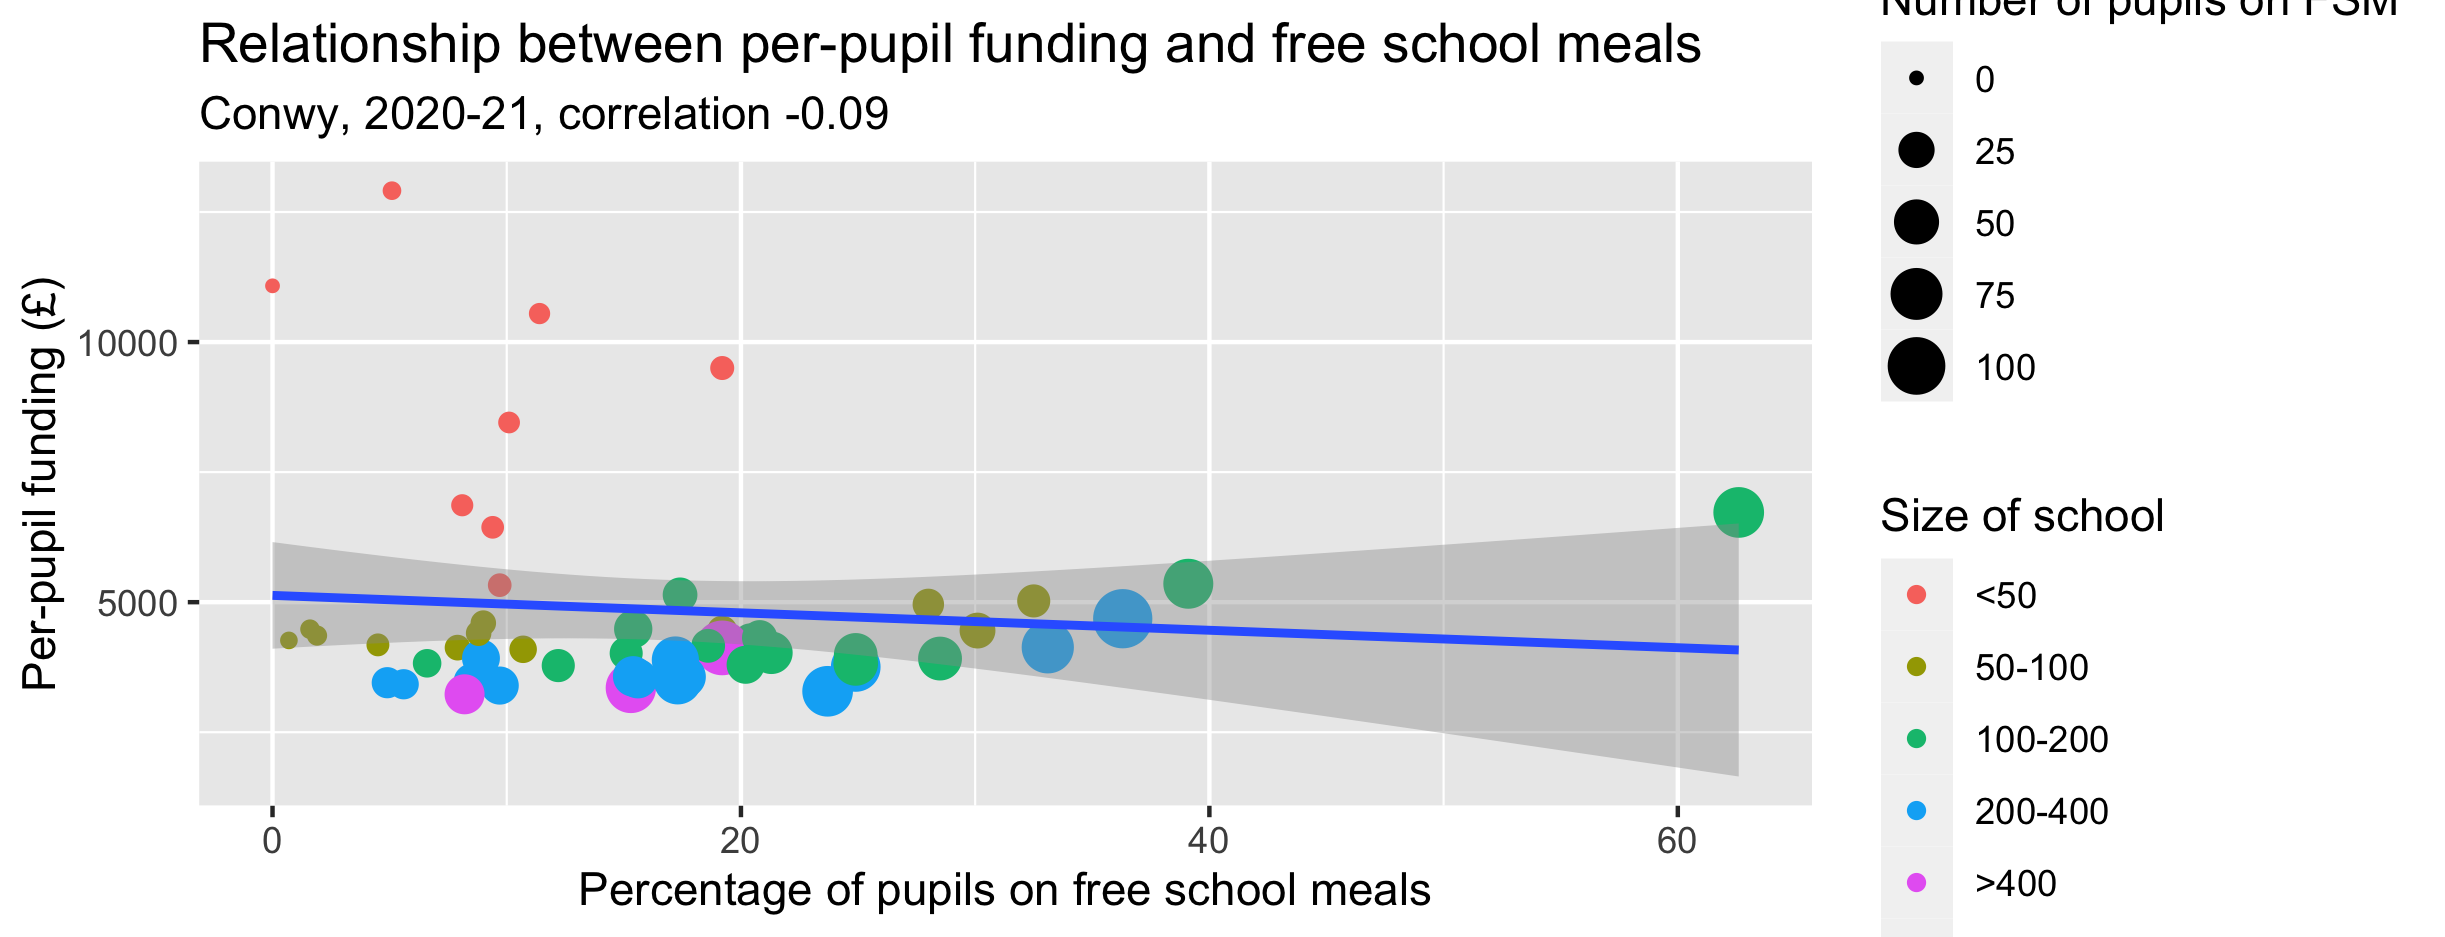 Relationship between per-pupil funding and free school meals
Conwy, 2020-21, correlation -0.09
Per-pupil funding (£)
10000
5000
0
20
40
60
Percentage of pupils on free school meals
Number of pupils on FSM
0
25
50
75
100
Size of school
<50
50-100
100-200
200-400
>400